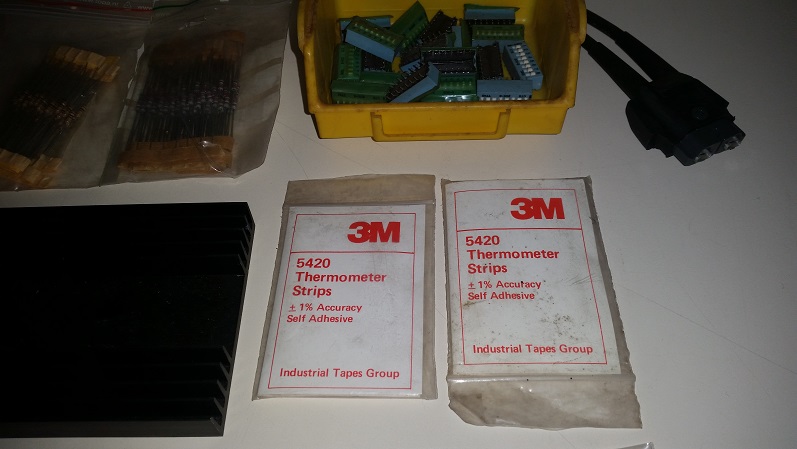 3M
5420
Thermometer
Strips
± 1% Accuracy
Self Adhesive
Industrial Tapes Group
3M
5420
Thermometer
Strips
± 1% Accuracy
Self Adhesive
Industrial Tapes Group